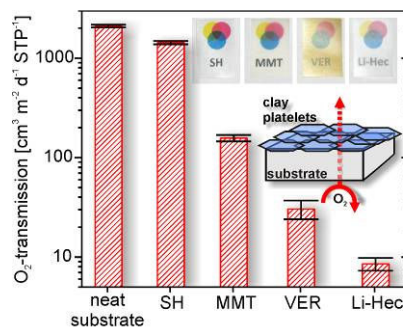 O₂-transmission [cm³ m⁻² d⁻¹ STP⁻¹]
1000
100
10
SH
MMT
VER
Li-Hec
clay
platelets
substrate
O₂
neat
substrate
SH
MMT
VER
Li-Hec